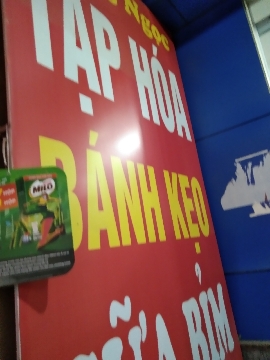 Ngọc
TẠP HÓA
BÁNH KẸO
SỮA BỈM
MILO